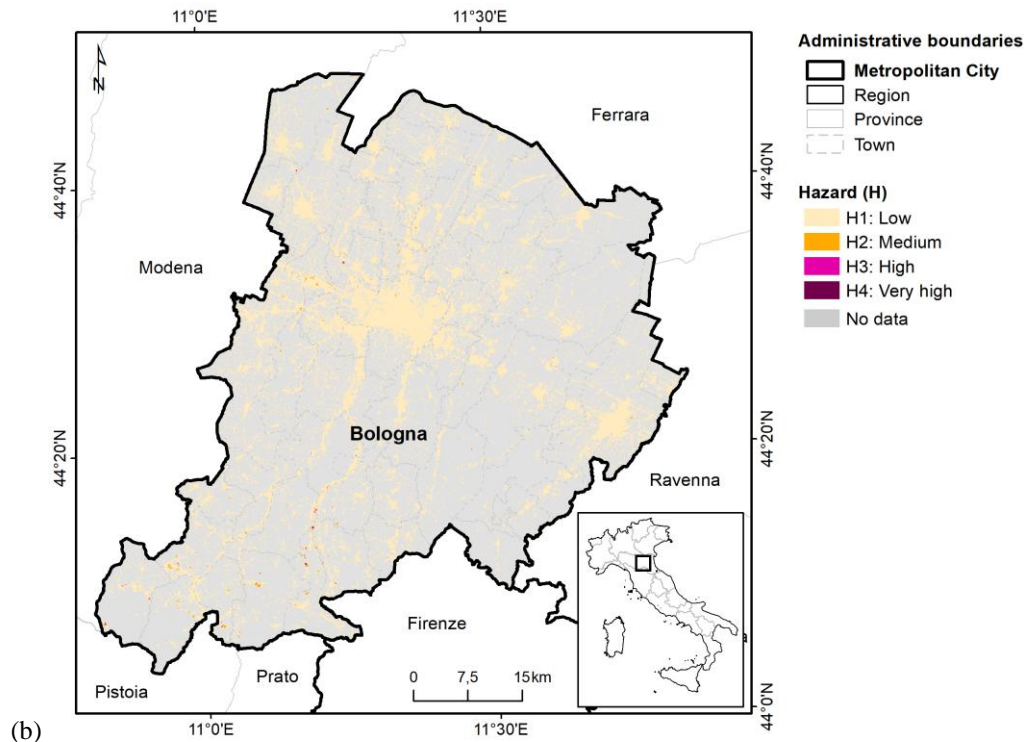 11°0'E
11°30'E
N
44°40'N
44°40'N
Ferrara
Modena
Bologna
44°20'N
44°20'N
Ravenna
Firenze
Prato
Pistoia
0 7,5 15 km
44°0'N
(b)
11°0'E
11°30'E
Administrative boundaries
Metropolitan City
Region
Province
Town
Hazard (H)
H1: Low
H2: Medium
H3: High
H4: Very high
No data